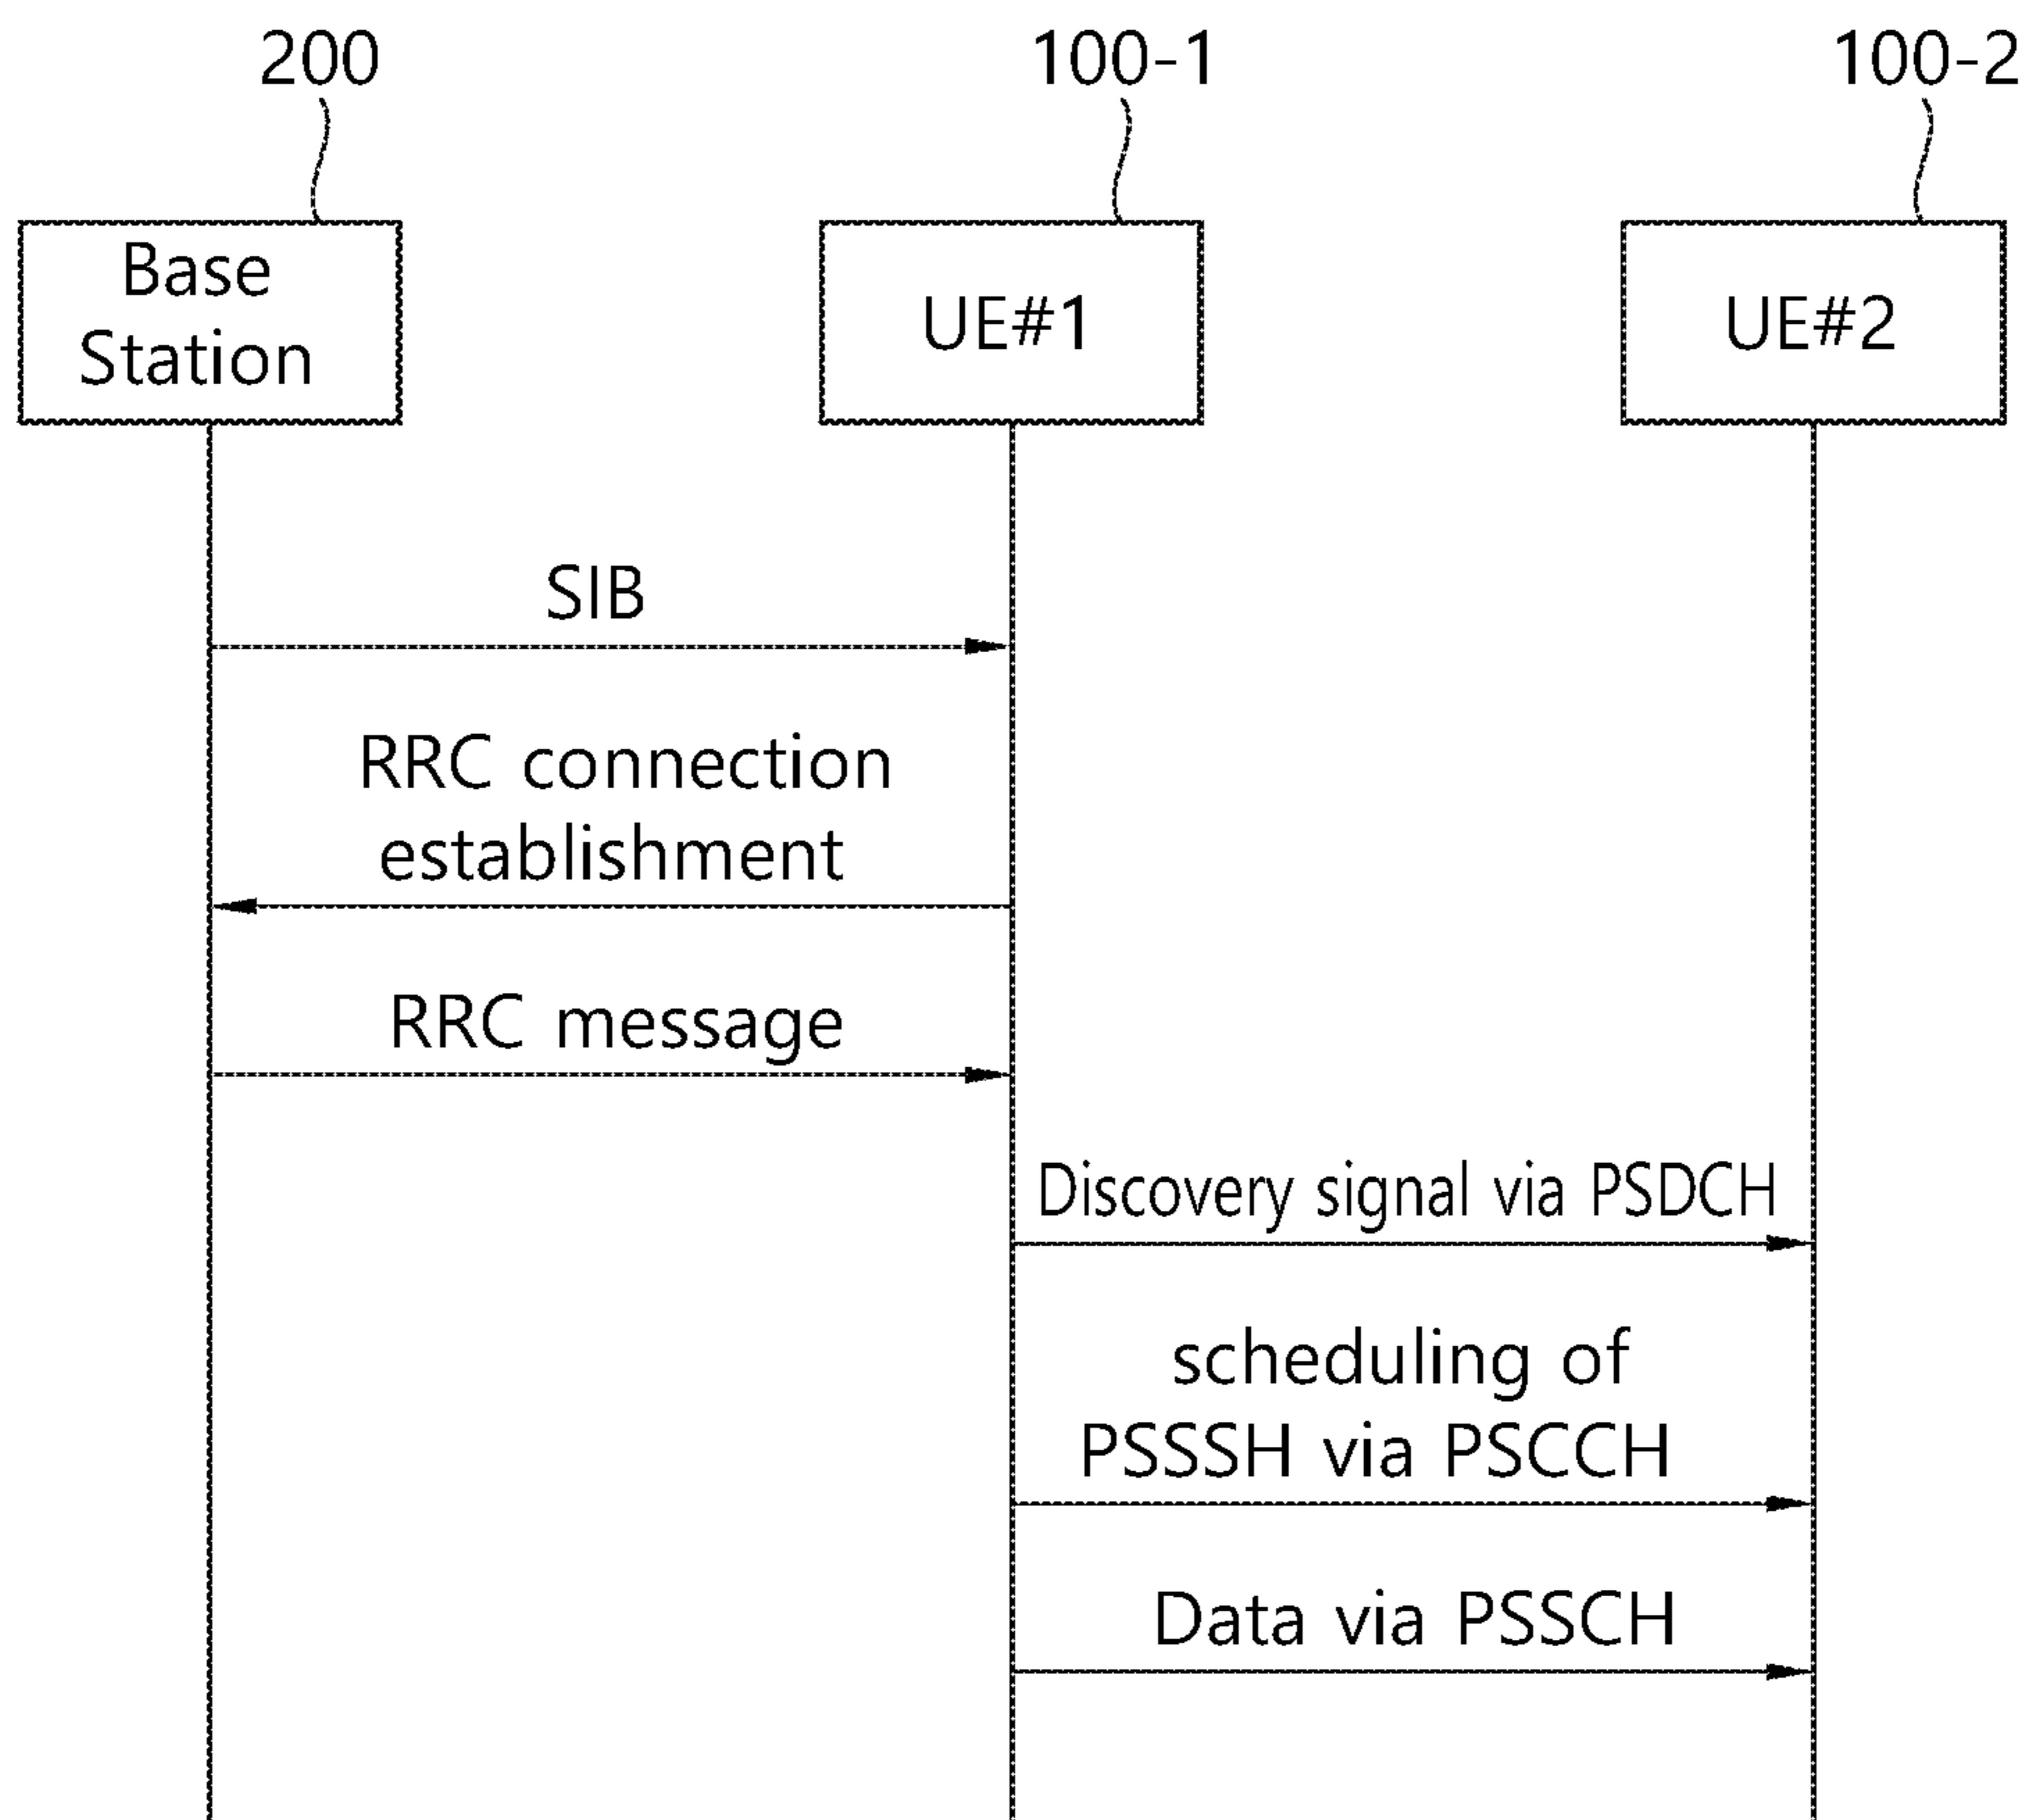 200
100-1
100-2
Base
Station
UE#1
UE#2
SIB
RRC connection
establishment
RRC message
Discovery signal via PSDCH
scheduling of
PSSSH via PSCCH
Data via PSSCH